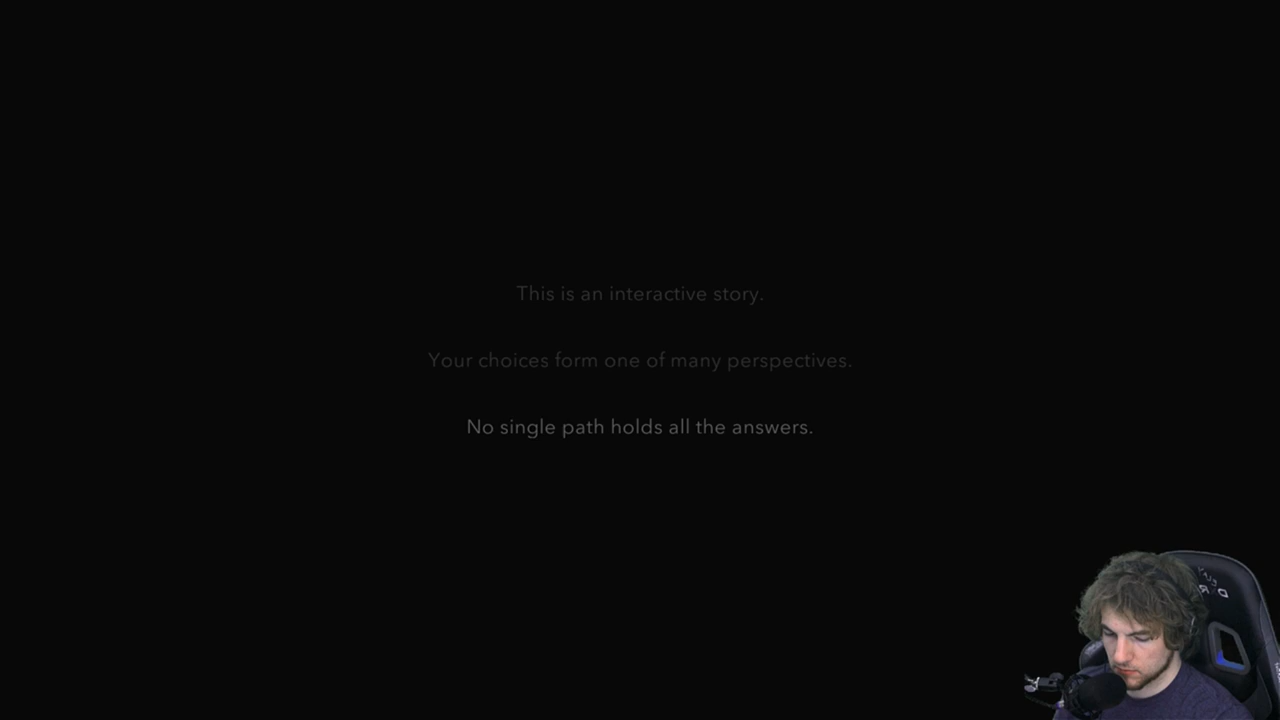 This is an interactive story.
Your choices form one of many perspectives.
No single path holds all the answers.